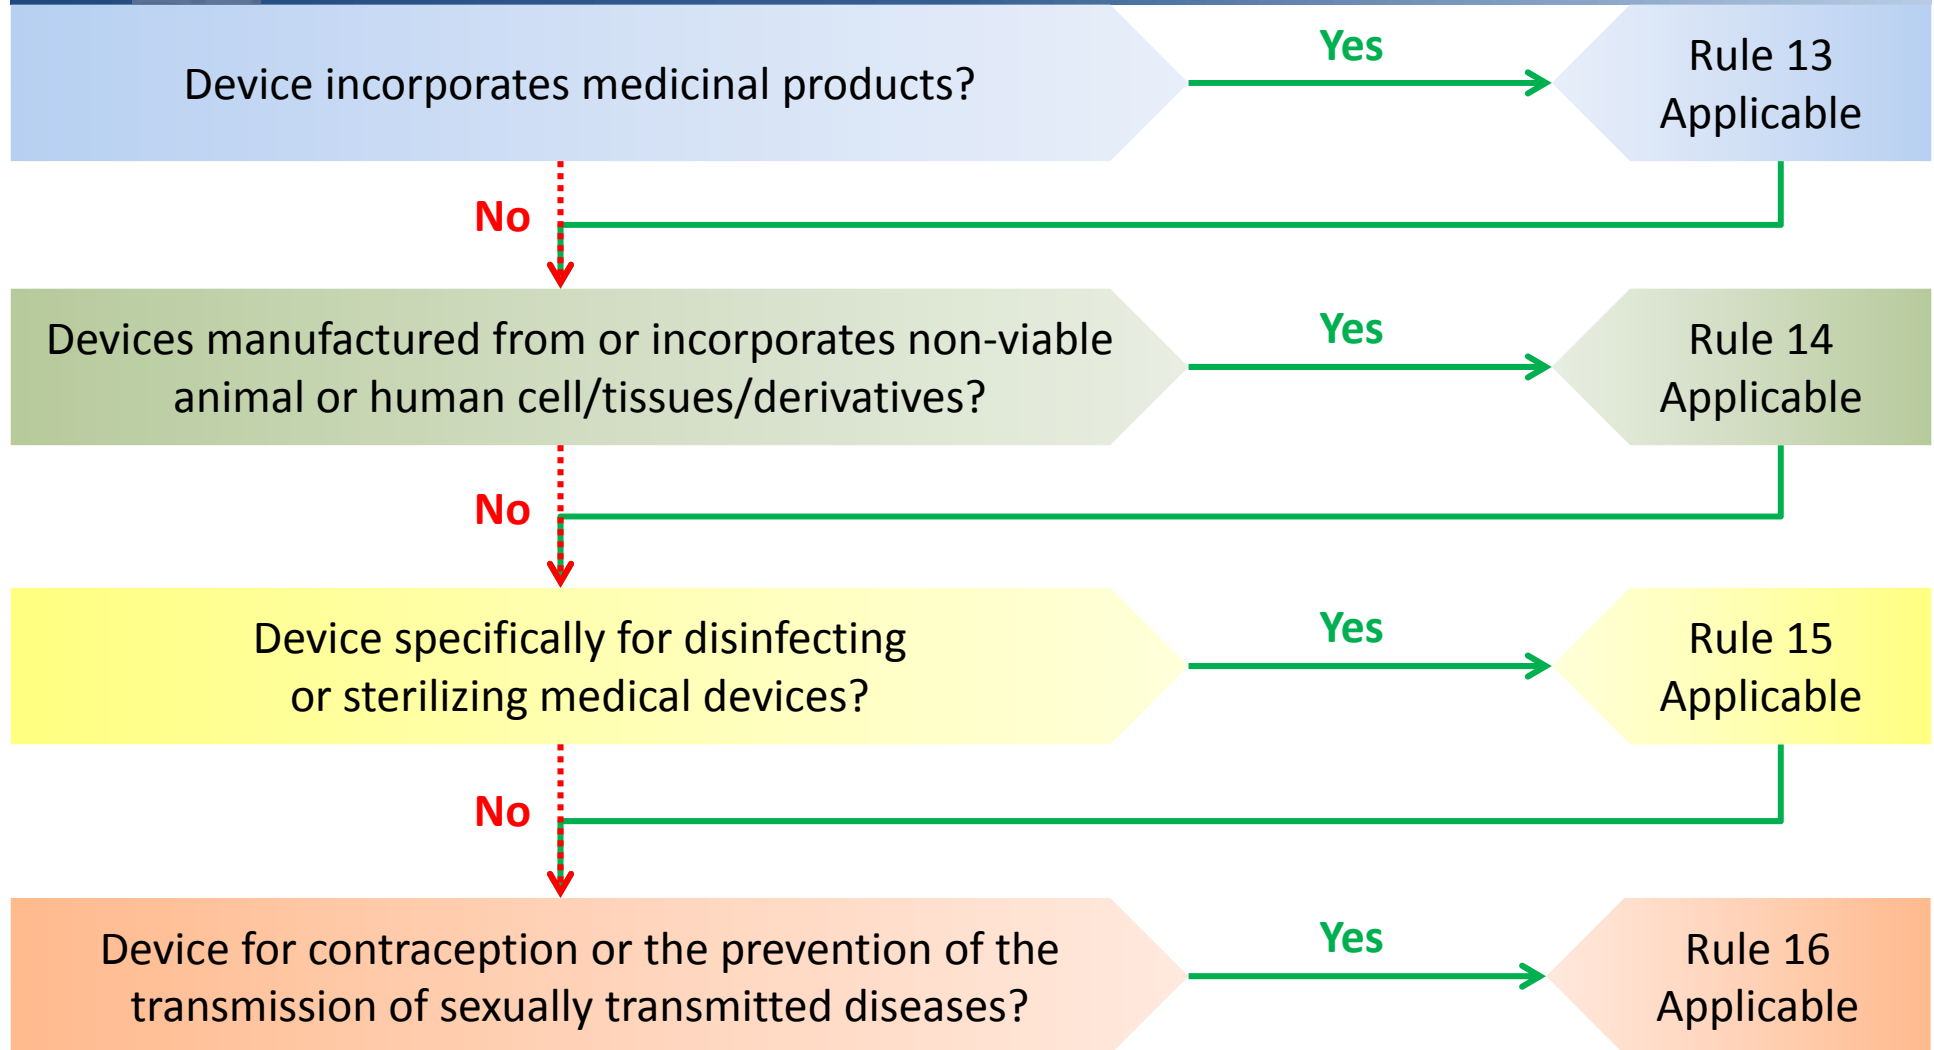 Device incorporates medicinal products?
Yes
Rule 13
Applicable
No
Devices manufactured from or incorporates non-viable
animal or human cell/tissues/derivatives?
Yes
Rule 14
Applicable
No
Device specifically for disinfecting
or sterilizing medical devices?
Yes
Rule 15
Applicable
No
Device for contraception or the prevention of the
transmission of sexually transmitted diseases?
Yes
Rule 16
Applicable